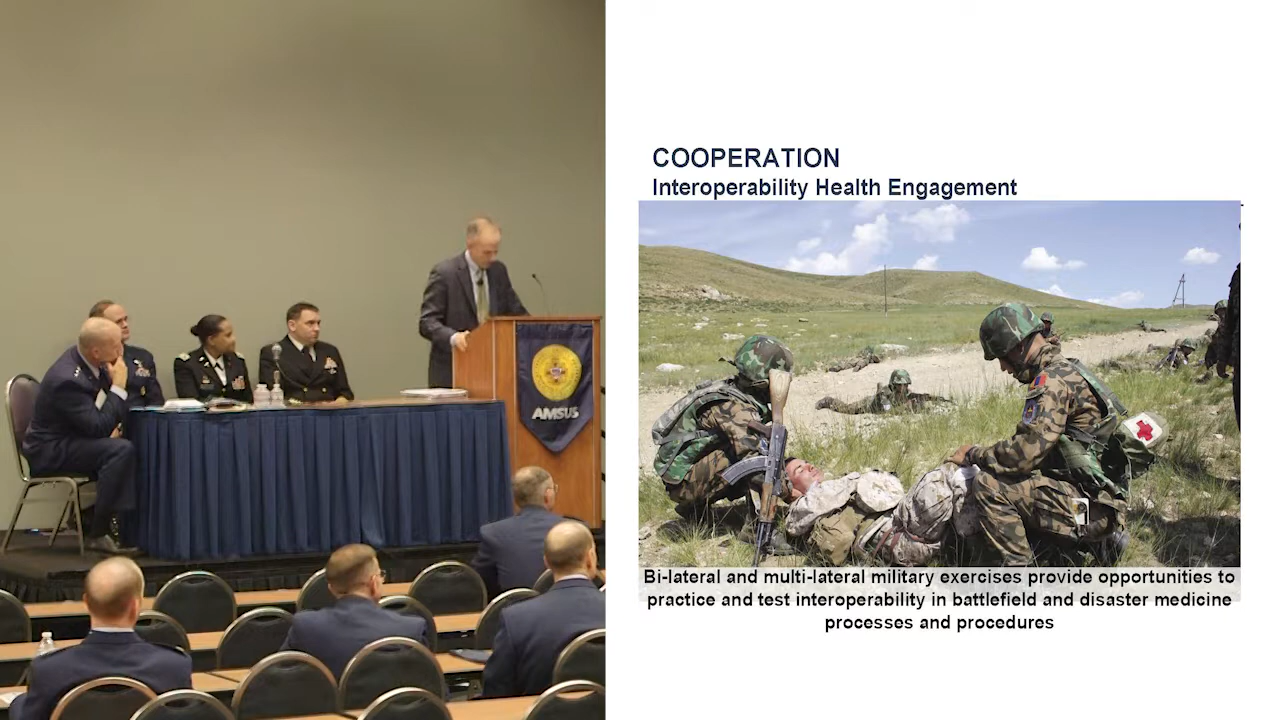 AMSUS
COOPERATION
Interoperability Health Engagement
Bi-lateral and multi-lateral military exercises provide opportunities to
practice and test interoperability in battlefield and disaster medicine
processes and procedures